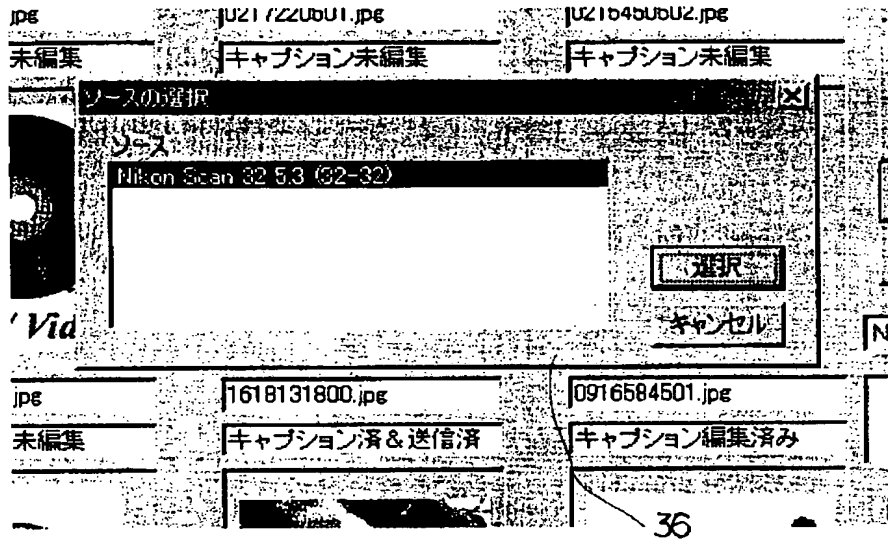 jpg
0217220601.jpg
0216450602.jpg
未編集
キャプション未編集
キャプション未編集
ソースの選択
ソース
Nikon Scan 32 5.3 (32-32)
選択
Vid
キャンセル
N
jpg
1618131800.jpg
0916584501.jpg
未編集
キャプション済&送信済
キャプション編集済み
36